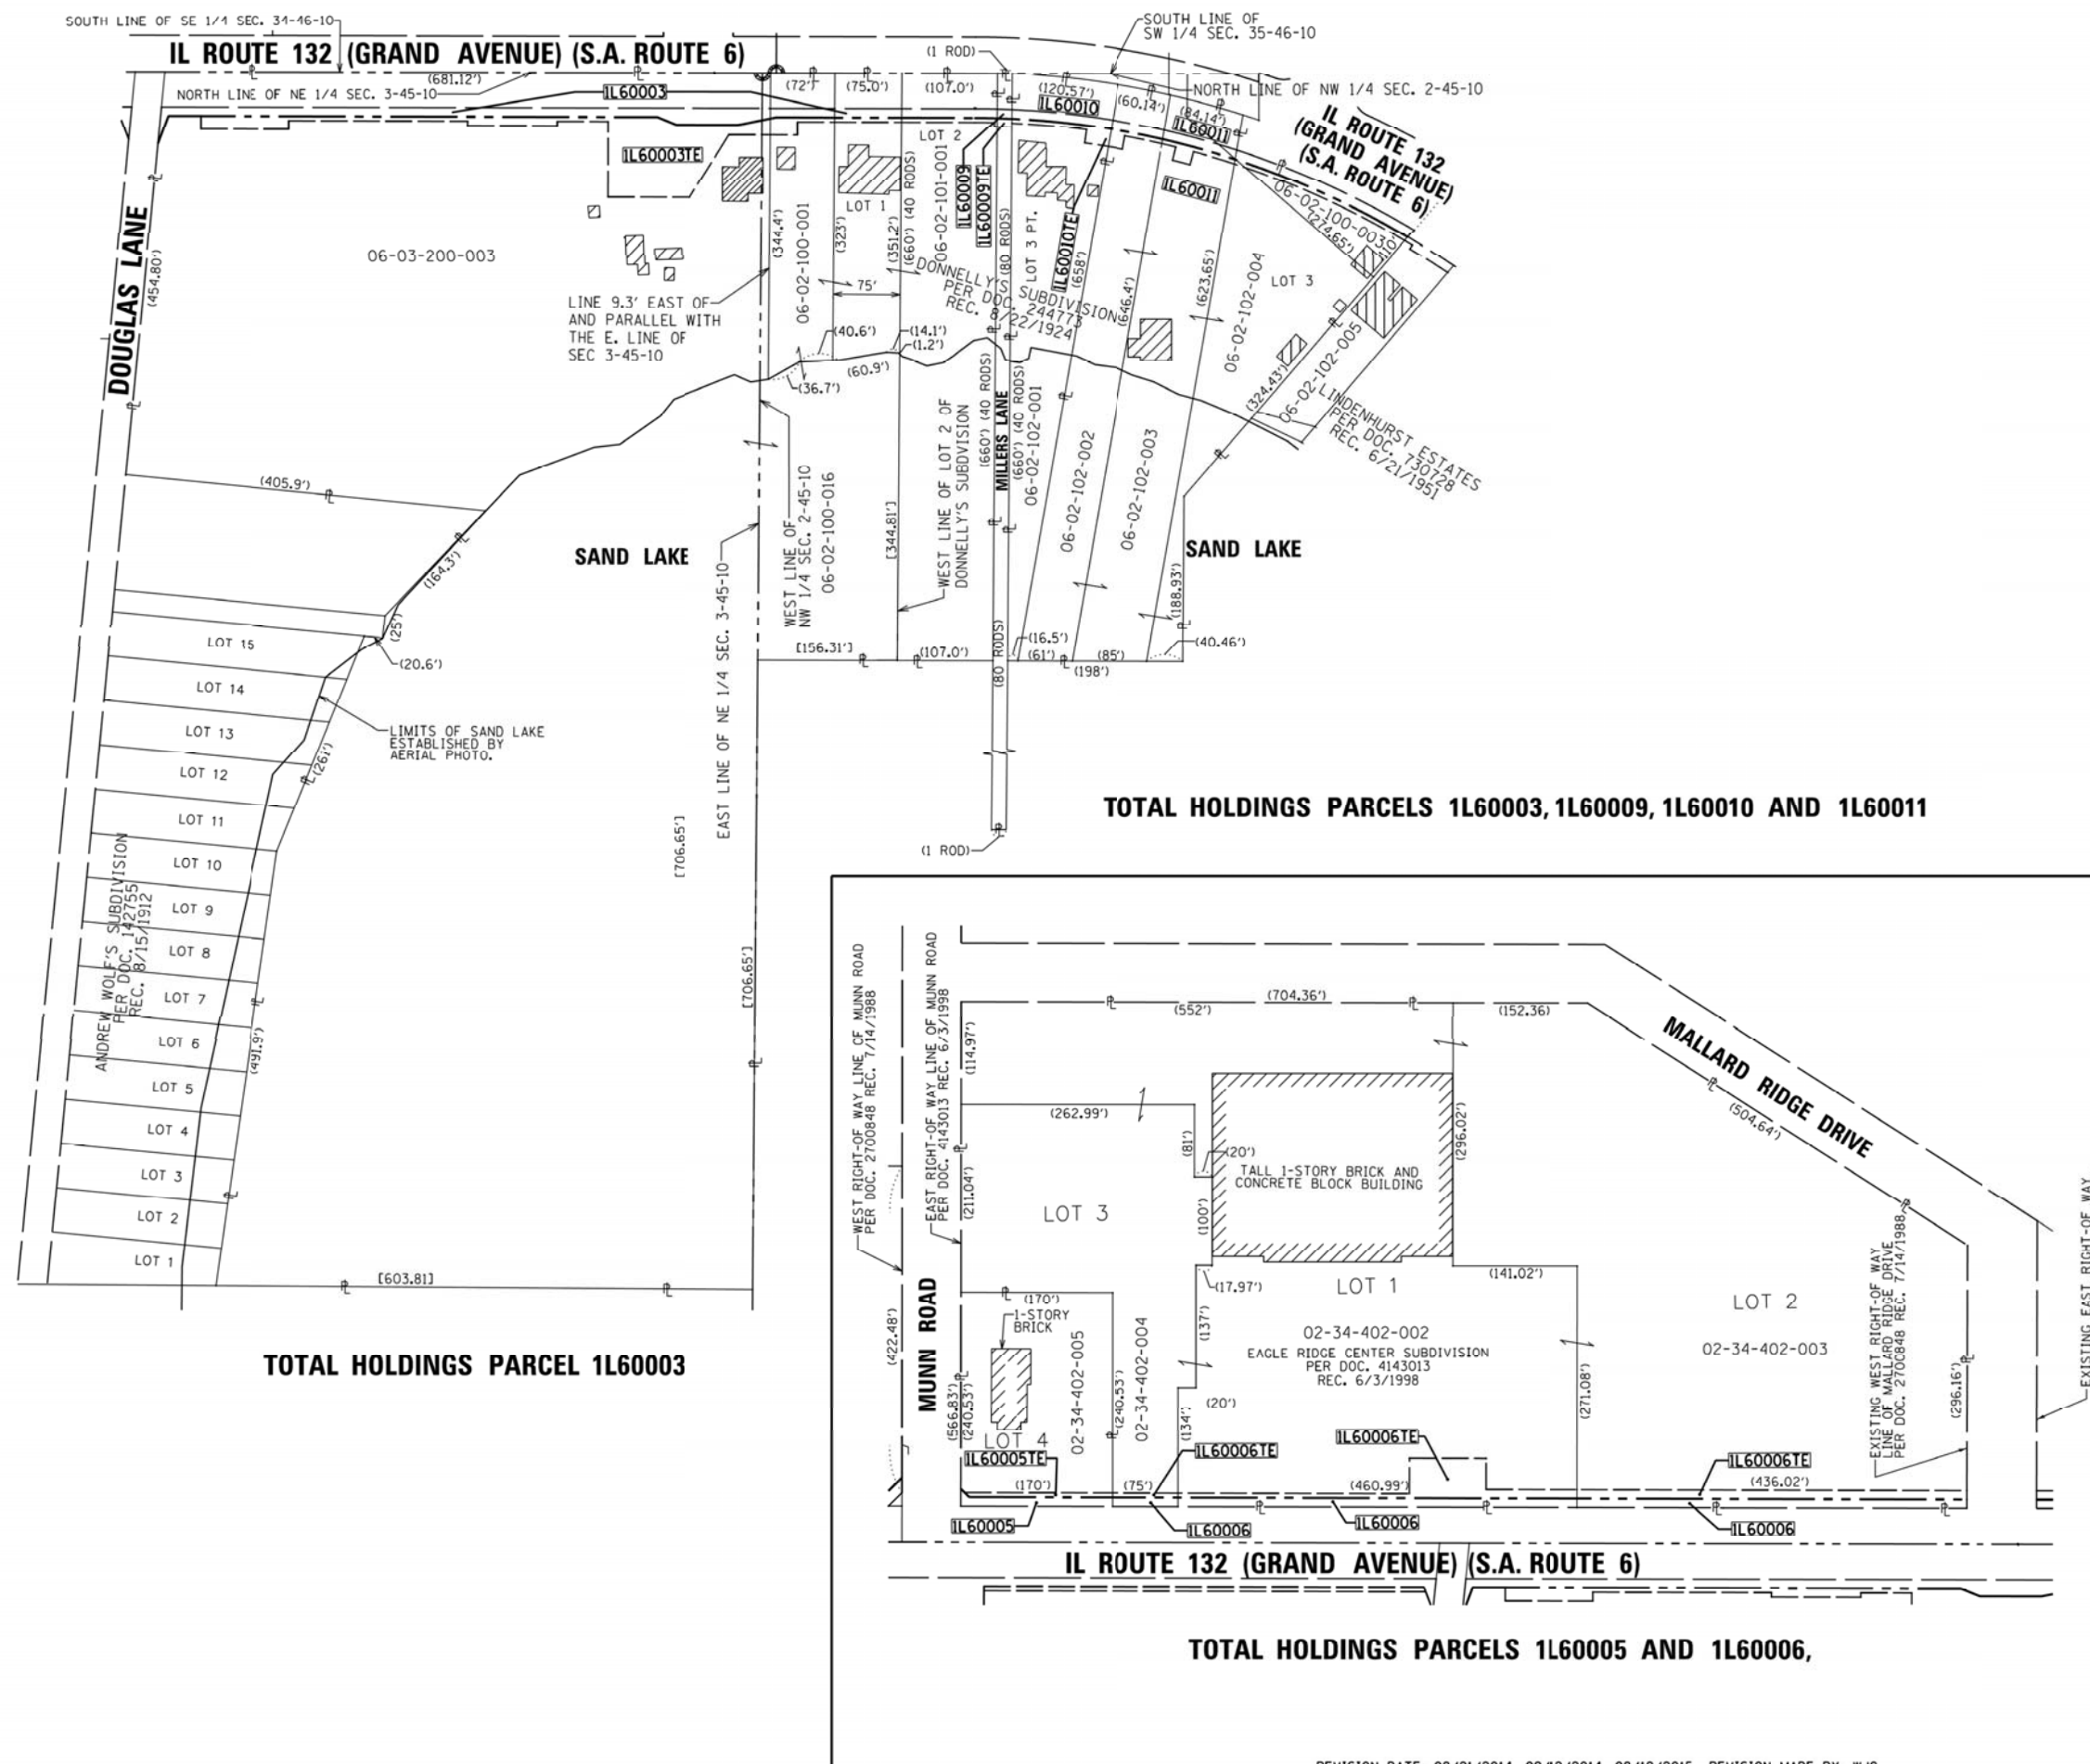 SOUTH LINE OF SE 1/4 SEC. 34-46-10
IL ROUTE 132 (GRAND AVENUE) (S.A. ROUTE 6)
(681.12')
NORTH LINE OF NE 1/4 SEC. 3-45-10
1L60003
1L60003TE
(1 ROD)
SOUTH LINE OF
SW 1/4 SEC. 35-46-10
NORTH LINE OF NW 1/4 SEC. 2-45-10
(72')
(75.0')
(107.0')
(120.57')
(60.14')
(84.14')
1L60010
1L60011
IL ROUTE 132
(GRAND AVENUE)
(S.A. ROUTE 6)
LOT 2
LOT 1
06-02-101-001
(660') (40 RODS)
1L60009
1L60009TE
(80 RODS)
LOT 3 PT.
1L60010TE
1L60011
06-02-100-003
(274.65')
DOUGLAS LANE
(454.80')
06-03-200-003
(344.4')
06-02-100-001
(323')
(351.2')
75'
DONNELLY'S SUBDIVISION
PER DOC. 244773
REC. 8/22/1924
(658')
(646.4')
(623.65')
06-02-102-004
LOT 3
LINE 9.3' EAST OF
AND PARALLEL WITH
THE E. LINE OF
SEC 3-45-10
(40.6')
(14.1')
(1.2')
(60.9')
(36.7')
06-02-102-005
(324.43')
LINDENHURST ESTATES
PER DOC. 730728
REC. 6/21/1951
(660') (40 RODS)
MILLERS LANE
(660') (40 RODS)
06-02-102-001
06-02-102-002
06-02-102-003
(405.9')
(164.3')
SAND LAKE
WEST LINE OF
NW 1/4 SEC. 2-45-10
06-02-100-016
[344.81']
WEST LINE OF LOT 2 OF
DONNELLY'S SUBDIVISION
SAND LAKE
(188.93')
EAST LINE OF NE 1/4 SEC. 3-45-10
(25')
(20.6')
[156.31']
(107.0')
(80 RODS)
(16.5')
(61')
(85')
(198')
(40.46')
LOT 15
LOT 14
LOT 13
LOT 12
LOT 11
LOT 10
LOT 9
LOT 8
LOT 7
LOT 6
LOT 5
LOT 4
LOT 3
LOT 2
LOT 1
LIMITS OF SAND LAKE
ESTABLISHED BY
AERIAL PHOTO.
(261')
ANDREW WOLF'S SUBDIVISION
PER DOC. 142755
REC. 8/15/1912
(491.9')
[706.65']
[706.65']
(1 ROD)
[603.81]
TOTAL HOLDINGS PARCELS 1L60003, 1L60009, 1L60010 AND 1L60011
TOTAL HOLDINGS PARCEL 1L60003
WEST RIGHT-OF WAY LINE OF MUNN ROAD
PER DOC. 2700848 REC. 7/14/1988
EAST RIGHT-OF WAY LINE OF MUNN ROAD
PER DOC. 4143013 REC. 6/3/1998
(114.97')
(552')
(704.36')
(152.36)
MALLARD RIDGE DRIVE
(504.64')
(262.99')
(81')
(20')
TALL 1-STORY BRICK AND
CONCRETE BLOCK BUILDING
(296.02')
(211.04')
LOT 3
(100')
(17.97')
LOT 1
(141.02')
LOT 2
02-34-402-003
(170')
1-STORY
BRICK
MUNN ROAD
(422.48')
(137')
02-34-402-002
EAGLE RIDGE CENTER SUBDIVISION
PER DOC. 4143013
REC. 6/3/1998
(566.83')
(240.53')
LOT 4
02-34-402-005
(240.53')
02-34-402-004
(134')
(20')
(271.08')
EXISTING WEST RIGHT-OF WAY
LINE OF MALLARD RIDGE DRIVE
PER DOC. 2700848 REC. 7/14/1988
(296.16')
EXISTING EAST RIGHT-OF WAY
1L60005TE
1L60006TE
1L60006TE
1L60006TE
(170')
(75')
(460.99')
(436.02')
1L60005
1L60006
1L60006
1L60006
IL ROUTE 132 (GRAND AVENUE) (S.A. ROUTE 6)
TOTAL HOLDINGS PARCELS 1L60005 AND 1L60006,